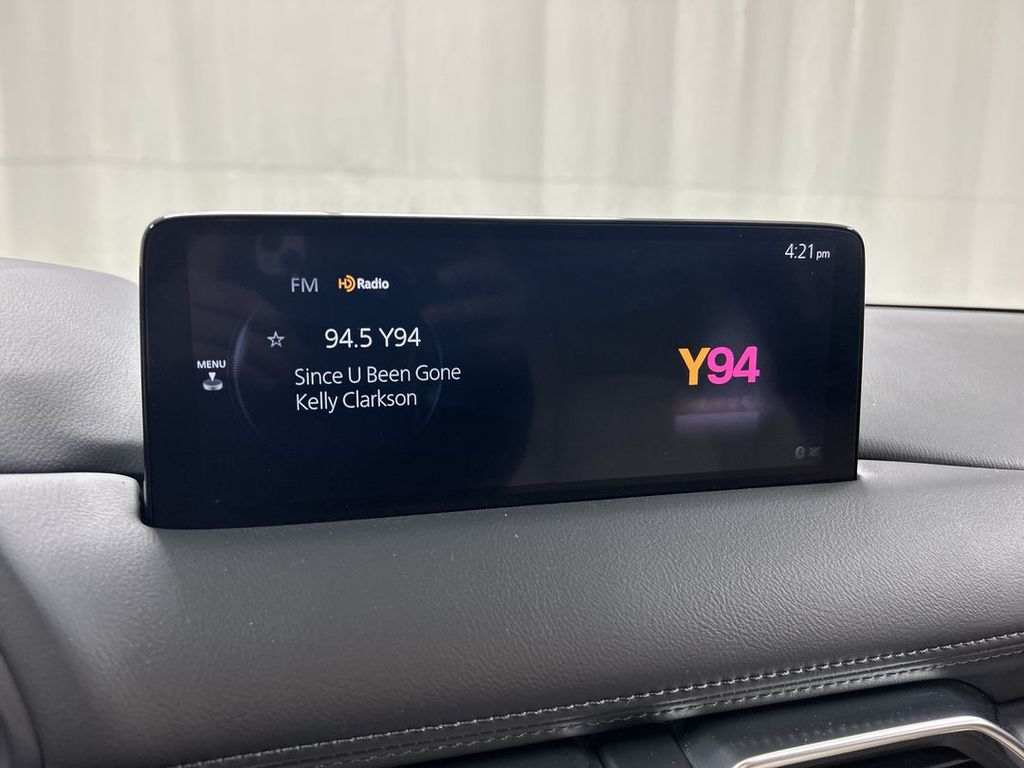 4:21 pm
FM HD Radio
94.5 Y94
MENU
Since U Been Gone
Kelly Clarkson
Y94